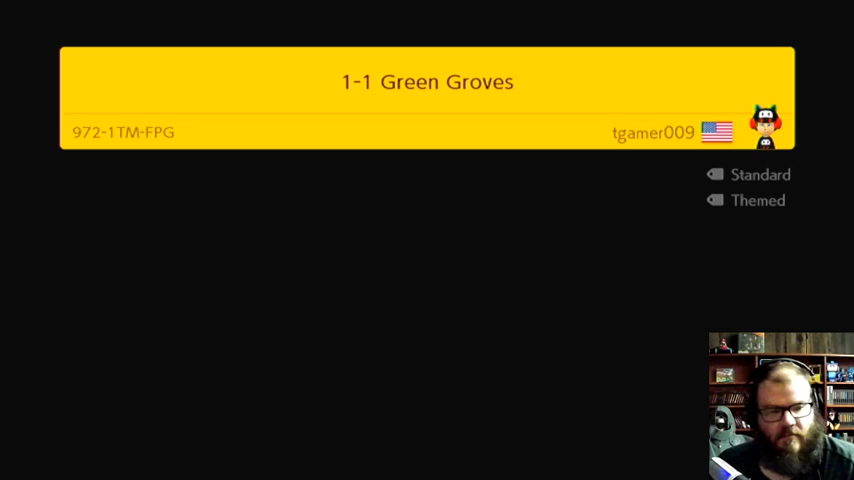 1-1 Green Groves
972-1TM-FPG
tgamer009
Standard
Themed